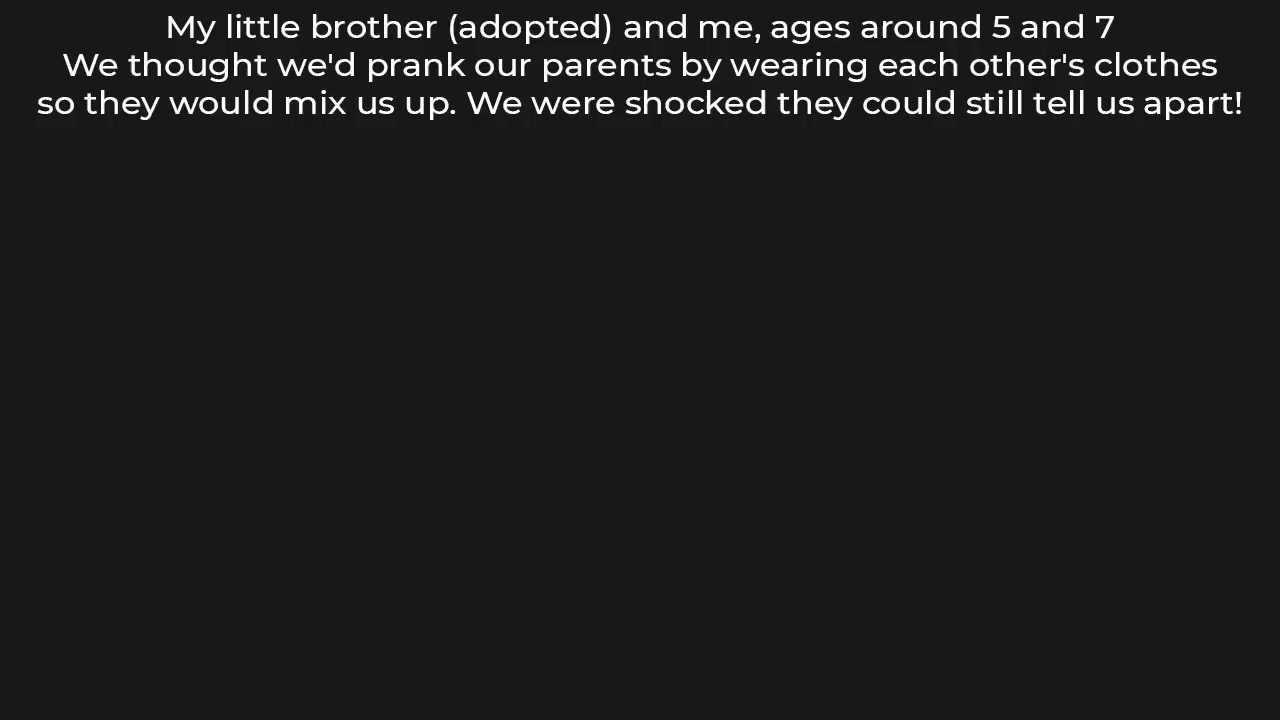 My little brother (adopted) and me, ages around 5 and 7
We thought we'd prank our parents by wearing each other's clothes
so they would mix us up. We were shocked they could still tell us apart!